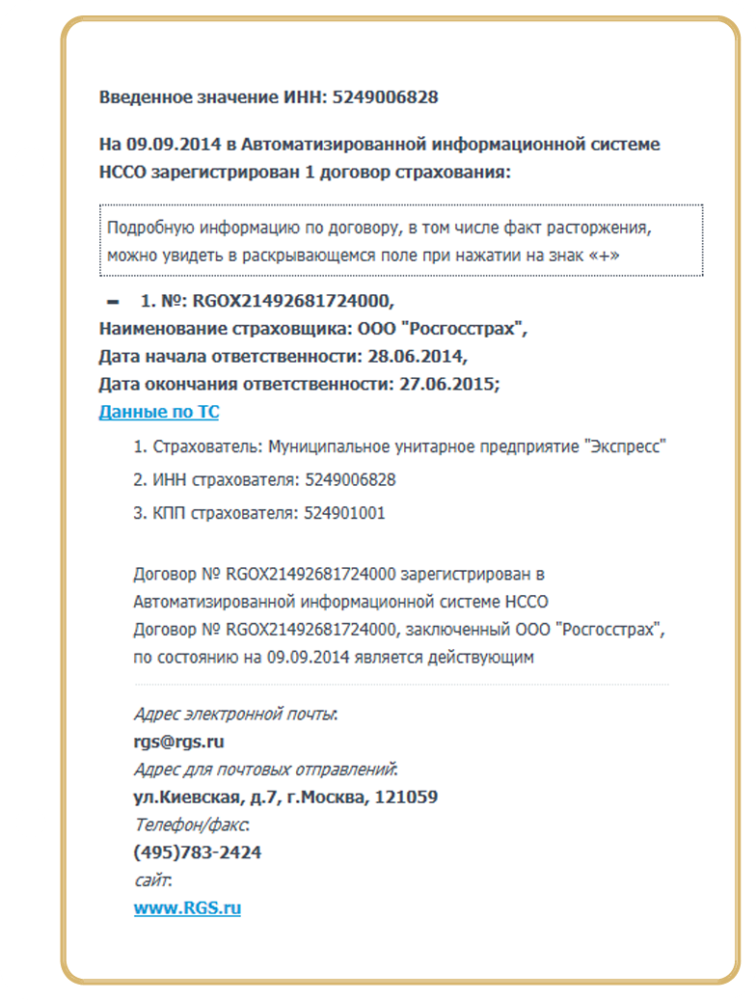 Введенное значение ИНН: 5249006828
На 09.09.2014 в Автоматизированной информационной системе
НССО зарегистрирован 1 договор страхования:
Подробную информацию по договору, в том числе факт расторжения,
можно увидеть в раскрывающемся поле при нажатии на знак «+»
– 1. №: RGOX21492681724000,
Наименование страховщика: ООО "Росгосстрах",
Дата начала ответственности: 28.06.2014,
Дата окончания ответственности: 27.06.2015;
Данные по ТС
1. Страхователь: Муниципальное унитарное предприятие "Экспресс"
2. ИНН страхователя: 5249006828
3. КПП страхователя: 524901001
Договор № RGOX21492681724000 зарегистрирован в
Автоматизированной информационной системе НССО
Договор № RGOX21492681724000, заключенный ООО "Росгосстрах",
по состоянию на 09.09.2014 является действующим
Адрес электронной почты:
rgs@rgs.ru
Адрес для почтовых отправлений:
ул.Киевская, д.7, г.Москва, 121059
Телефон/факс:
(495)783-2424
сайт:
www.RGS.ru